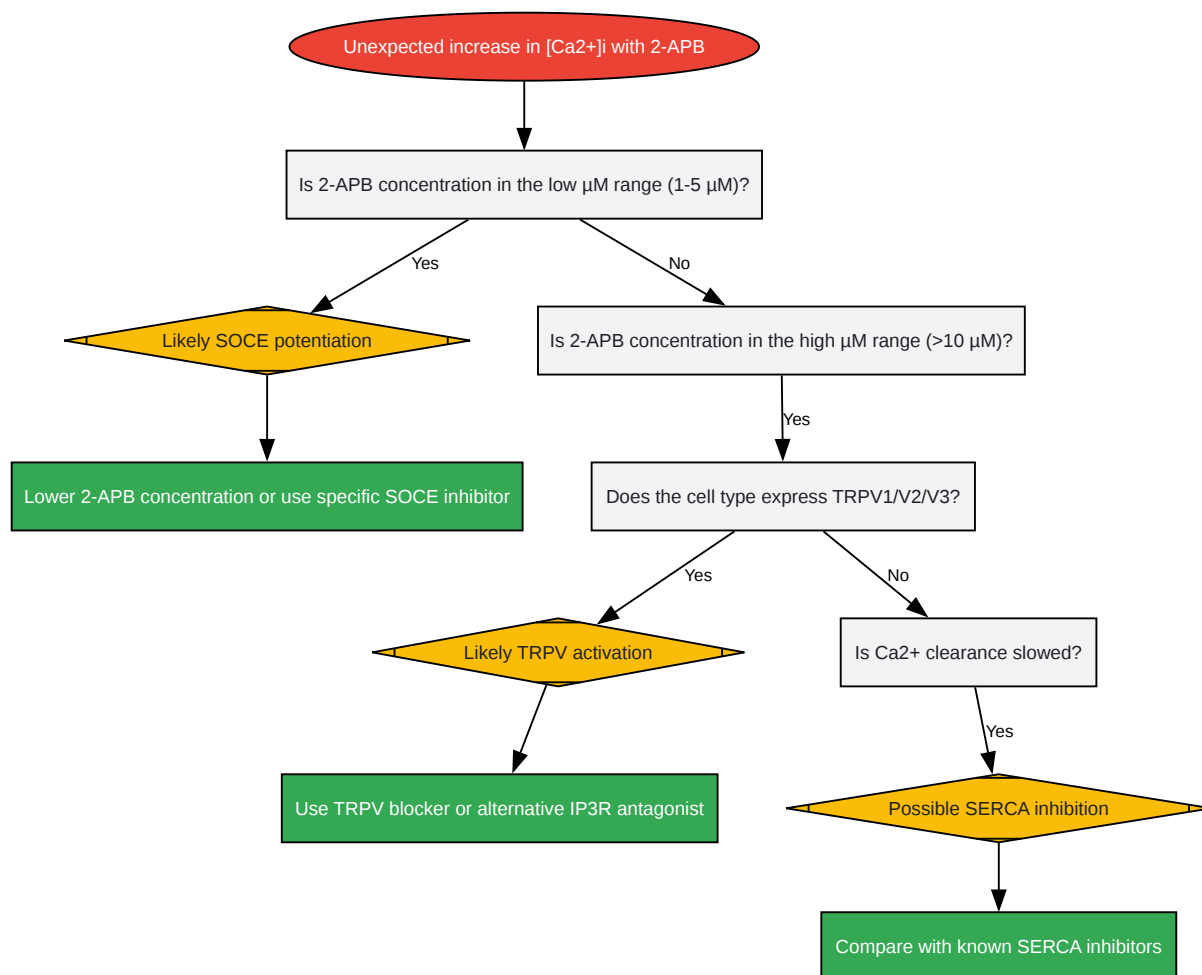 Unexpected increase in [Ca2+]i with 2-APB
Is 2-APB concentration in the low µM range (1-5 µM)?
Yes
No
Likely SOCE potentiation
Is 2-APB concentration in the high µM range (>10 µM)?
Yes
Lower 2-APB concentration or use specific SOCE inhibitor
Does the cell type express TRPV1/V2/V3?
Yes
No
Likely TRPV activation
Is Ca2+ clearance slowed?
Yes
Use TRPV blocker or alternative IP3R antagonist
Possible SERCA inhibition
Compare with known SERCA inhibitors